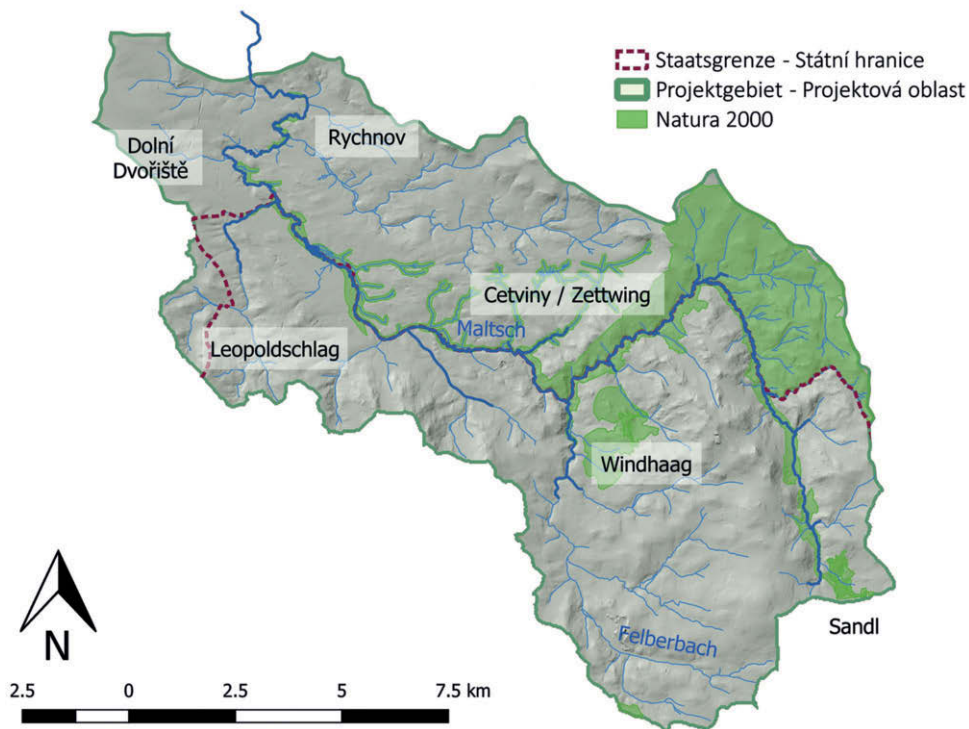 Staatsgrenze - Státní hranice
Projektgebiet - Projektová oblast
Natura 2000
Rychnov
Dolní
Dvořiště
Cetviny / Zettwing
Maltsch
Leopoldschlag
Windhaag
Sandl
Felberbach
N
2.5 0 2.5 5 7.5 km